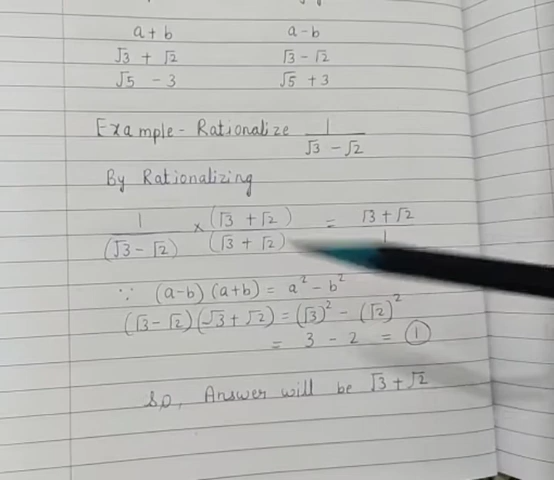 a + b a - b
√3 + √2 √3 - √2
√5 - 3 √5 + 3
Example - Rationalize 1/(√3 - √2)
By Rationalizing
1/(√3 - √2) × (√3 + √2)/(√3 + √2) = (√3 + √2)/1
∵ (a-b) (a+b) = a² - b²
(√3 - √2) (√3 + √2) = (√3)² - (√2)²
= 3 - 2 = 1
So, Answer will be √3 + √2